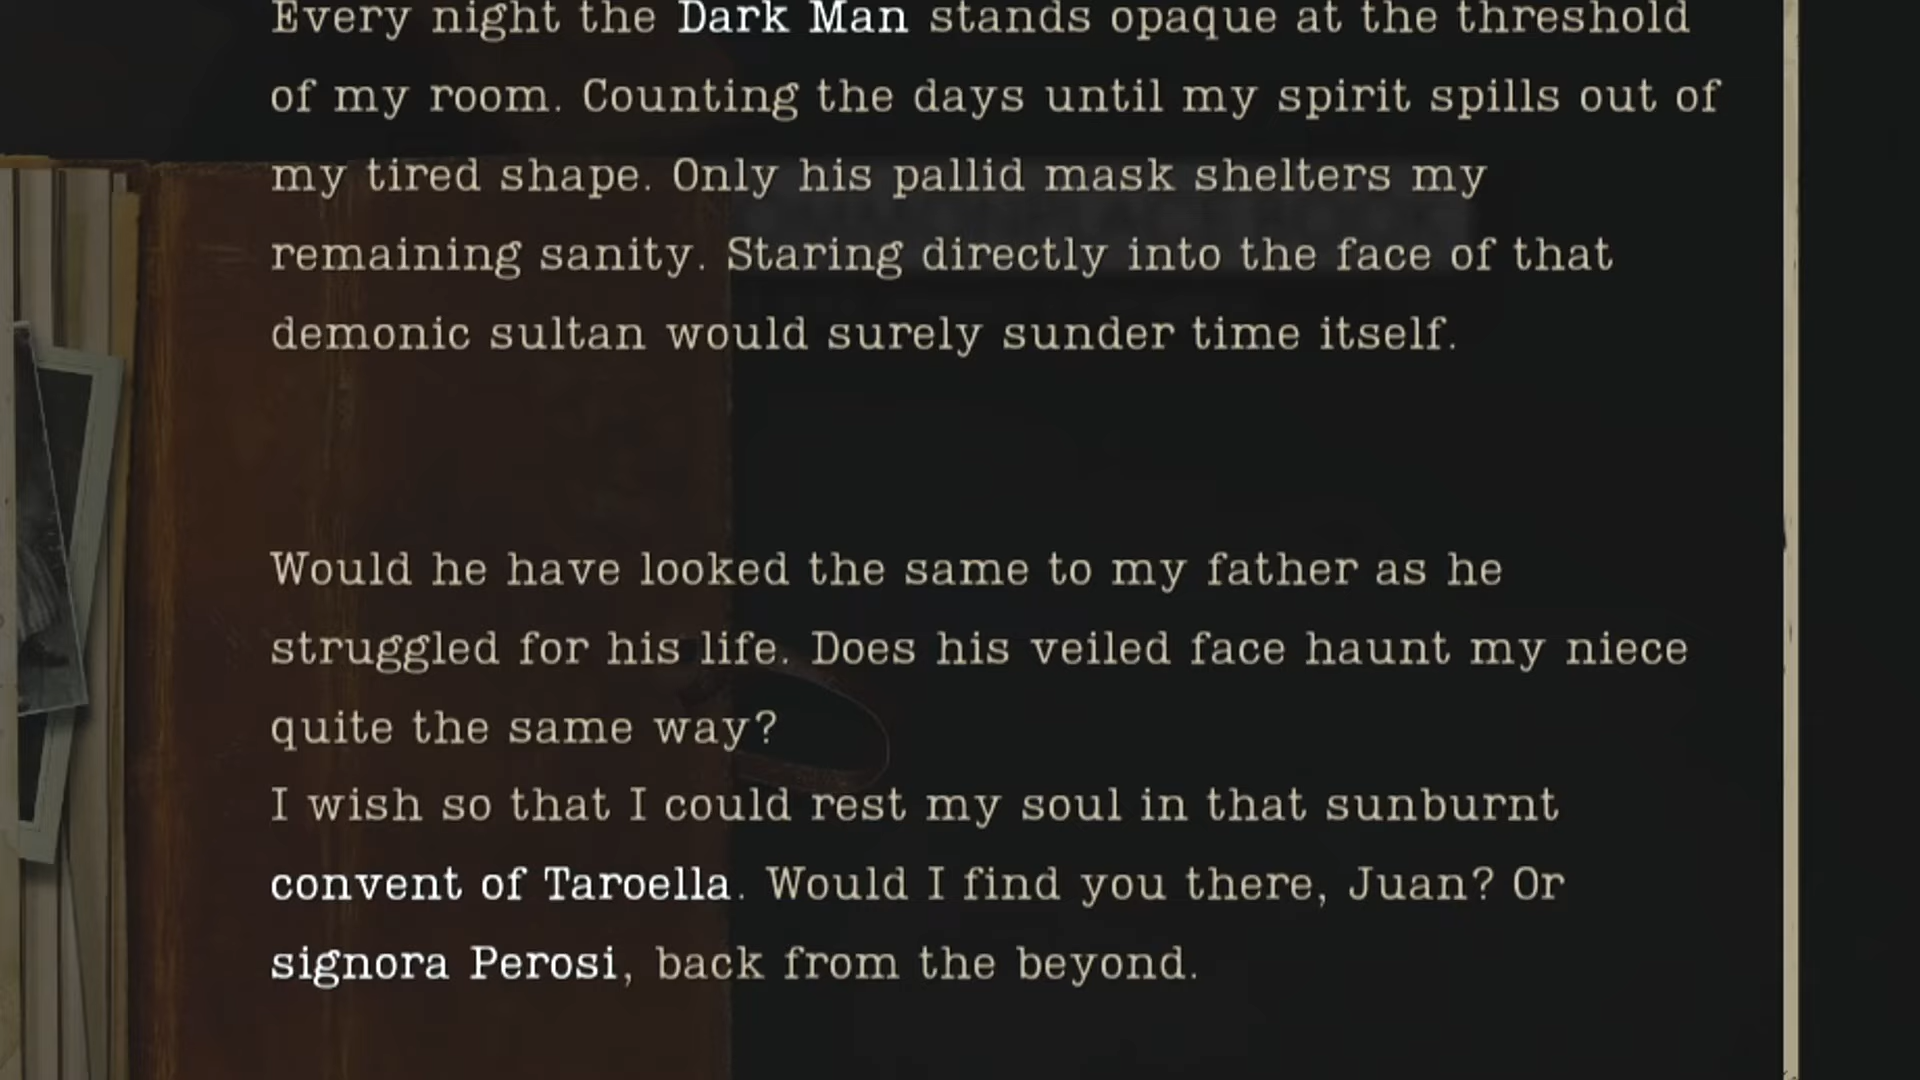 Every night the Dark Man stands opaque at the threshold
of my room. Counting the days until my spirit spills out of
my tired shape. Only his pallid mask shelters my
remaining sanity. Staring directly into the face of that
demonic sultan would surely sunder time itself.
Would he have looked the same to my father as he
struggled for his life. Does his veiled face haunt my niece
quite the same way?
I wish so that I could rest my soul in that sunburnt
convent of Taroella. Would I find you there, Juan? Or
signora Perosi, back from the beyond.